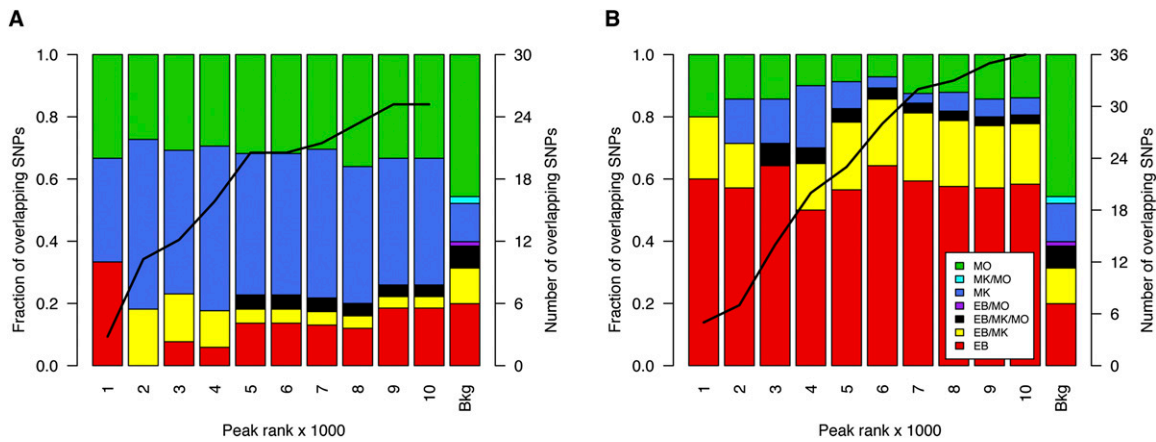 A
1.0
0.8
0.6
0.4
0.2
0.0
Fraction of overlapping SNPs
30
24
18
12
6
0
Number of overlapping SNPs
1 2 3 4 5 6 7 8 9 10 Bkg
Peak rank x 1000
B
1.0
0.8
0.6
0.4
0.2
0.0
Fraction of overlapping SNPs
36
30
24
18
12
6
0
Number of overlapping SNPs
MO
MK/MO
MK
EB/MO
EB/MK/MO
EB/MK
EB
1 2 3 4 5 6 7 8 9 10 Bkg
Peak rank x 1000